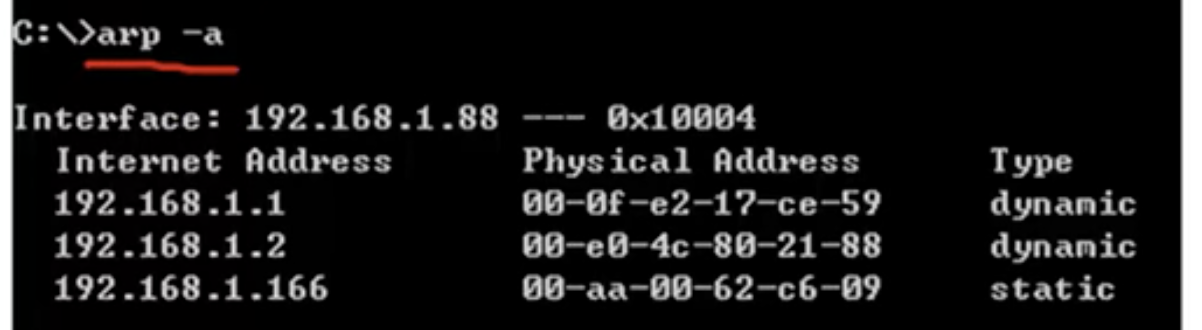 C:\>arp -a
Interface: 192.168.1.88 --- 0x10004
Internet Address Physical Address Type
192.168.1.1 00-0f-e2-17-ce-59 dynamic
192.168.1.2 00-e0-4c-80-21-88 dynamic
192.168.1.166 00-aa-00-62-c6-09 static